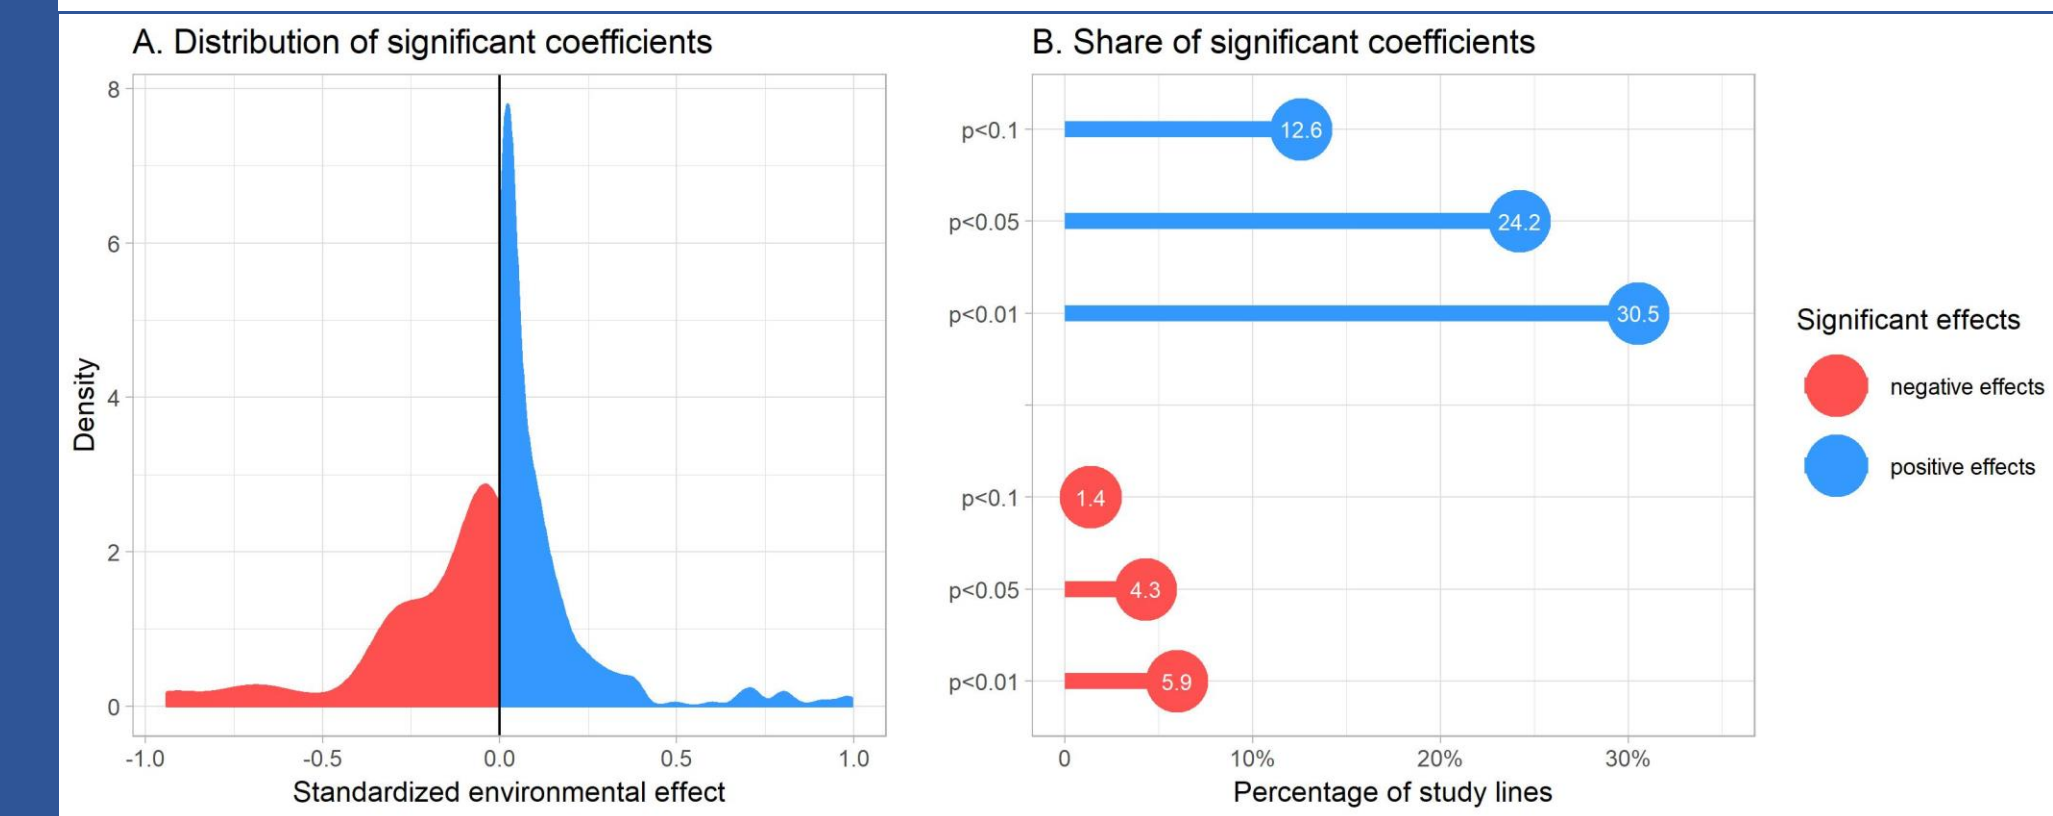 A. Distribution of significant coefficients
8
6
4
2
0
Density
-1.0 -0.5 0.0 0.5 1.0
Standardized environmental effect
B. Share of significant coefficients
p<0.1 12.6
p<0.05 24.2
p<0.01 30.5
p<0.1 1.4
p<0.05 4.3
p<0.01 5.9
0 10% 20% 30%
Percentage of study lines
Significant effects
negative effects
positive effects